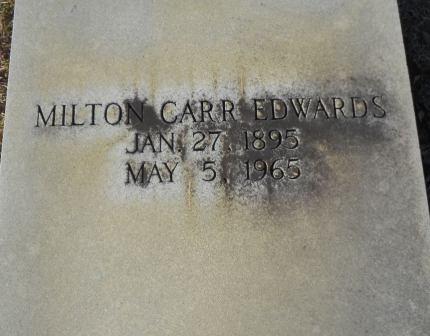 MILTON CARR EDWARDS
JAN. 27, 1895
MAY 5, 1965